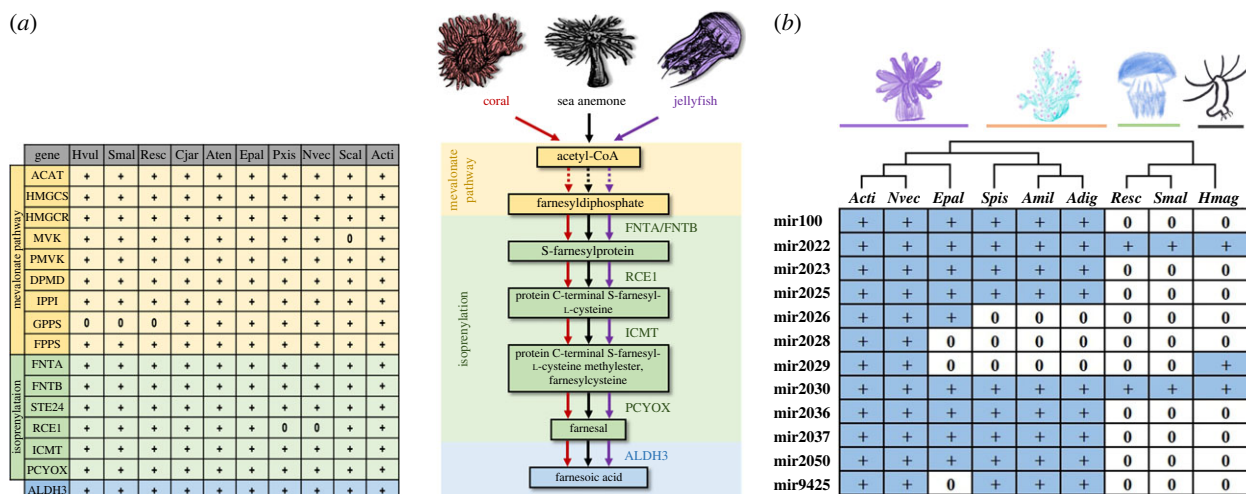 (a)
gene Hvul Smal Resc Cjar Aten Epal Pxis Nvec Scal Acti
mevalonate pathway
ACAT + + + + + + + + + +
HMGCS + + + + + + + + + +
HMGCR + + + + + + + + + +
MVK + + + + + + + + 0 +
PMVK + + + + + + + + + +
DPMD + + + + + + + + + +
IPPI + + + + + + + + + +
GPPS 0 0 0 + + + + + + +
FPPS + + + + + + + + + +
isoprenylataion
FNTA + + + + + + + + + +
FNTB + + + + + + + + + +
STE24 + + + + + + + + + +
RCE1 + + + + + + 0 0 + +
ICMT + + + + + + + + + +
PCYOX + + + + + + + + + +
ALDH3 + + + + + + + + + +
coral sea anemone jellyfish
mevalonate
pathway
acetyl-CoA
farnesyldiphosphate
isoprenylation
FNTA/FNTB
S-farnesylprotein
RCE1
protein C-terminal S-farnesyl-
L-cysteine
ICMT
protein C-terminal S-farnesyl-
L-cysteine methylester,
farnesylcysteine
PCYOX
farnesal
ALDH3
farnesoic acid
(b)
Acti Nvec Epal Spis Amil Adig Resc Smal Hmag
mir100 + + + + + + 0 0 0
mir2022 + + + + + + + + +
mir2023 + + + + + + 0 0 0
mir2025 + + + + + + 0 0 0
mir2026 + + + 0 0 0 0 0 0
mir2028 + + 0 0 0 0 0 0 0
mir2029 + + 0 0 0 0 0 0 +
mir2030 + + + + + + + + +
mir2036 + + + + + + 0 0 0
mir2037 + + + + + + 0 0 0
mir2050 + + + + + + 0 0 0
mir9425 + + 0 + + + 0 0 0